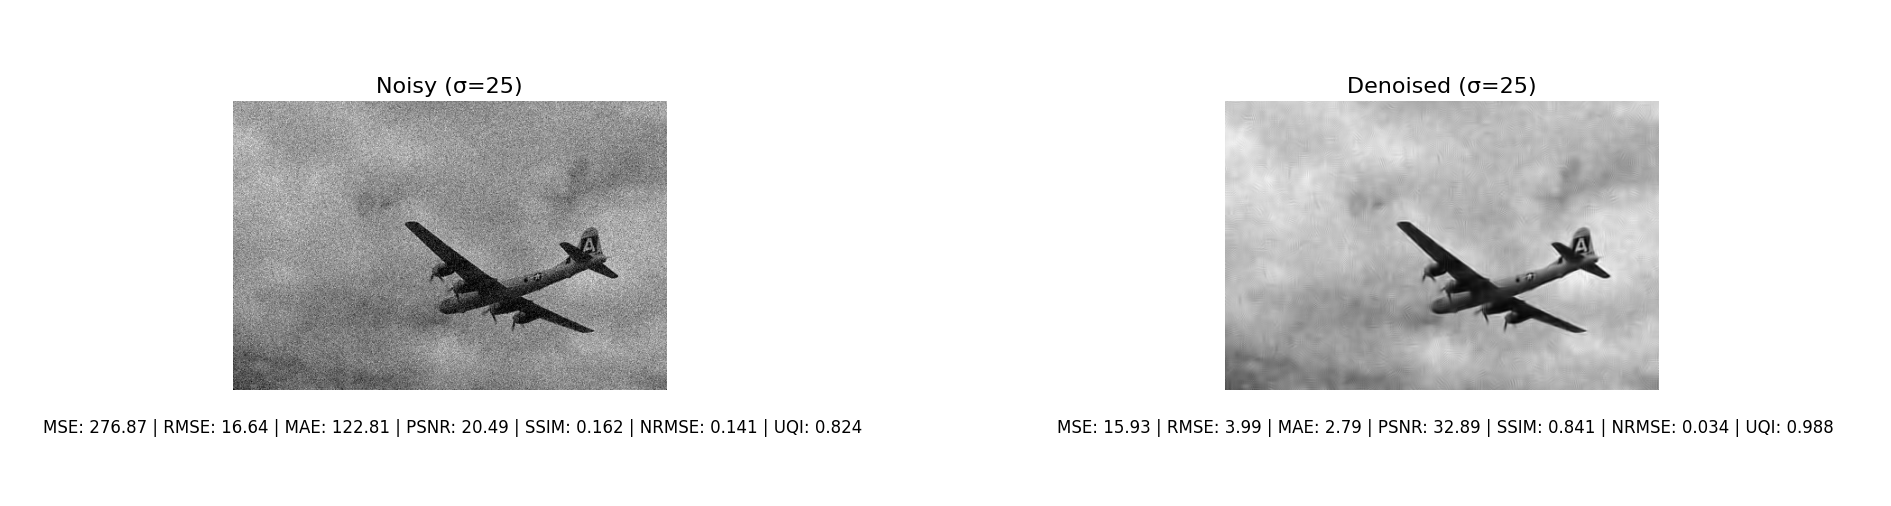 Noisy (σ=25)
Denoised (σ=25)
A
A
MSE: 276.87 | RMSE: 16.64 | MAE: 122.81 | PSNR: 20.49 | SSIM: 0.162 | NRMSE: 0.141 | UQI: 0.824
MSE: 15.93 | RMSE: 3.99 | MAE: 2.79 | PSNR: 32.89 | SSIM: 0.841 | NRMSE: 0.034 | UQI: 0.988